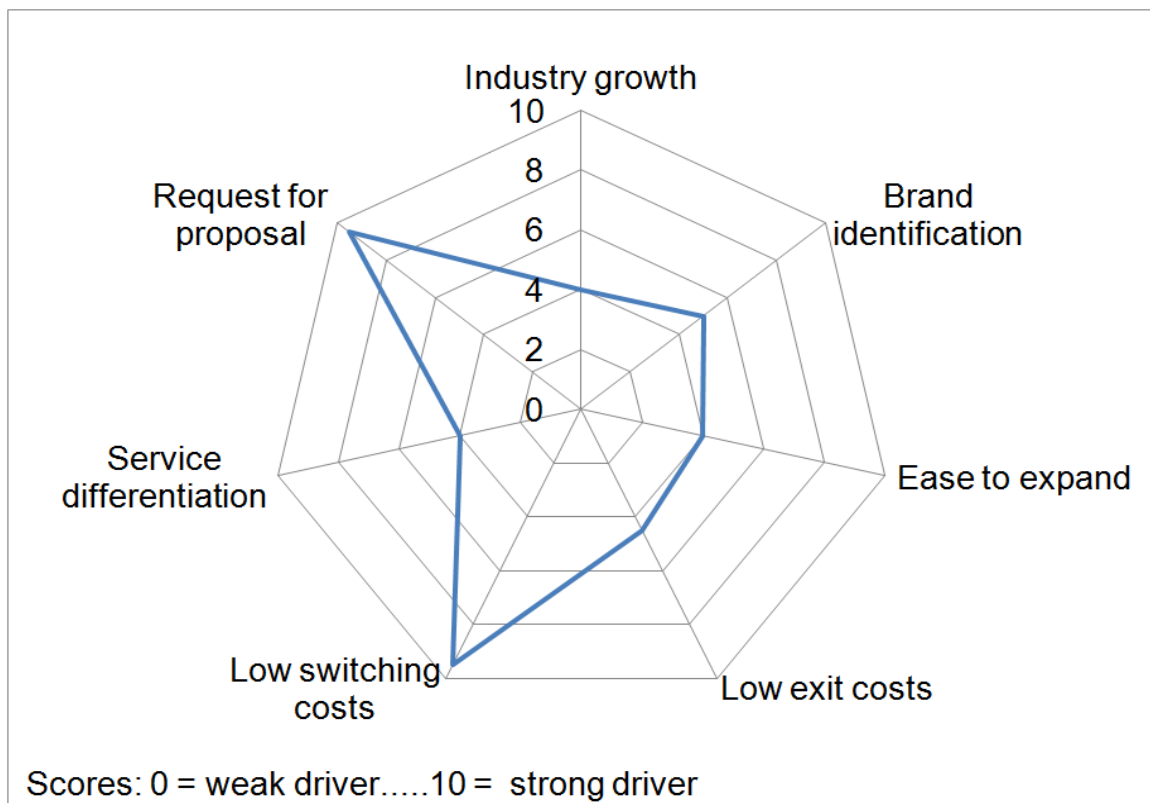 Industry growth
10
8
6
4
2
0
Request for
proposal
Brand
identification
Service
differentiation
Ease to expand
Low switching
costs
Low exit costs
Scores: 0 = weak driver.....10 =  strong driver